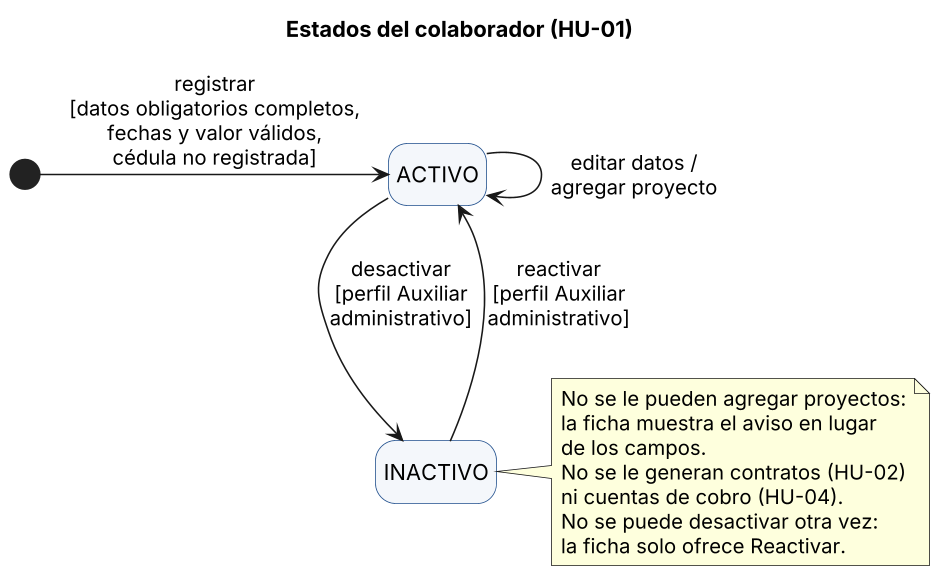 Estados del colaborador (HU-01)
registrar
[datos obligatorios completos,
fechas y valor válidos,
cédula no registrada]
ACTIVO
editar datos /
agregar proyecto
desactivar
[perfil Auxiliar
administrativo]
reactivar
[perfil Auxiliar
administrativo]
INACTIVO
No se le pueden agregar proyectos:
la ficha muestra el aviso en lugar
de los campos.
No se le generan contratos (HU-02)
ni cuentas de cobro (HU-04).
No se puede desactivar otra vez:
la ficha solo ofrece Reactivar.